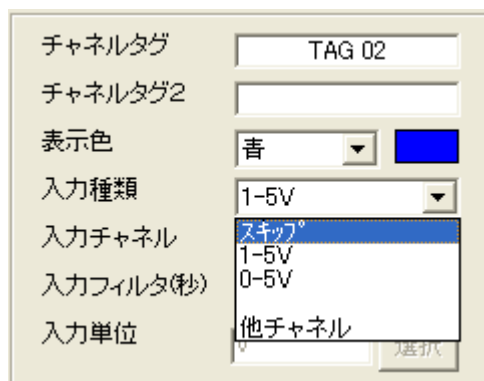 チャネルタグ TAG 02
チャネルタグ2
表示色 青
入力種類 1-5V
入力チャネル スキップ
1-5V
入力フィルタ(秒) 0-5V
入力単位 他チャネル
選択